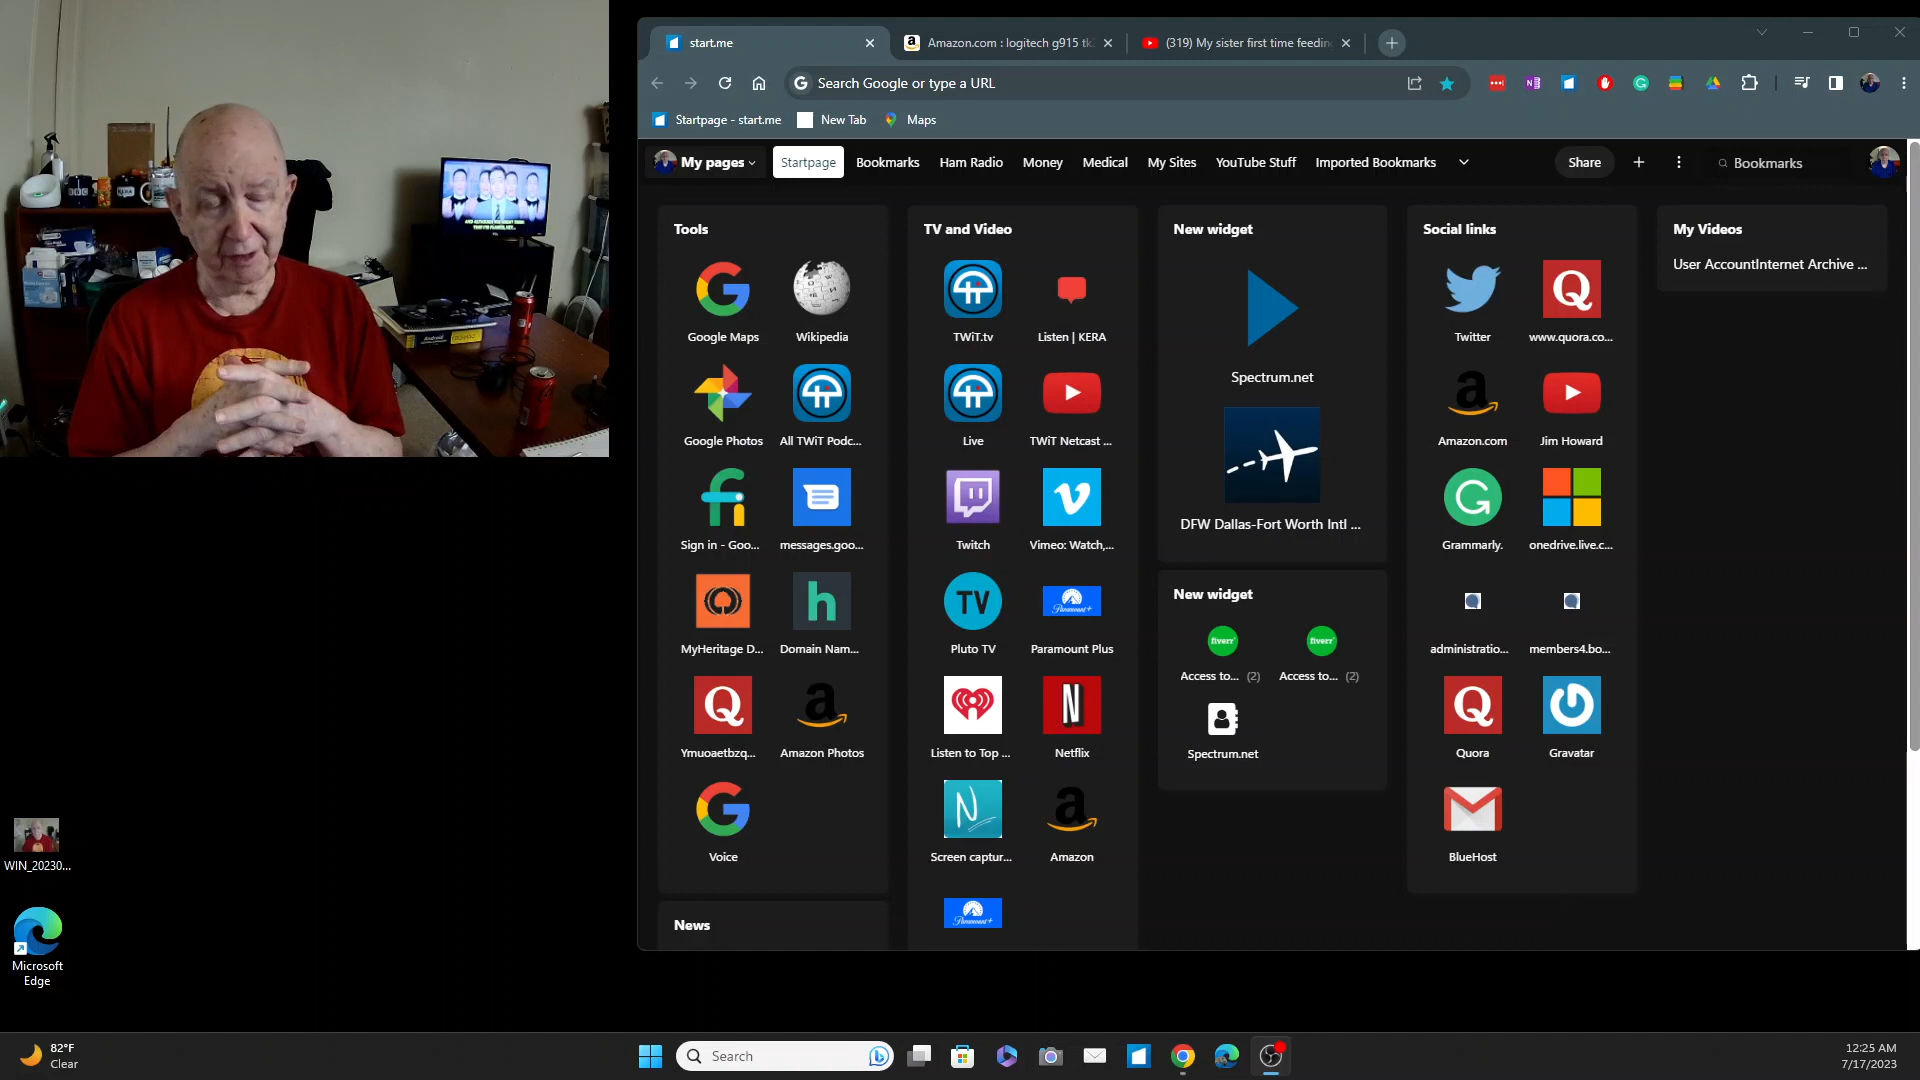 start.me
Amazon.com : logitech g915 tk
(319) My sister first time feedin
Search Google or type a URL
Startpage - start.me
New Tab
Maps
My pages
Startpage
Bookmarks
Ham Radio
Money
Medical
My Sites
YouTube Stuff
Imported Bookmarks
Share
Bookmarks
Tools
Google Maps
Wikipedia
Google Photos
All TWiT Podc...
Sign in - Goo...
messages.goo...
MyHeritage D...
Domain Nam...
Ymuoaetbzq...
Amazon Photos
Voice
News
TV and Video
TWiT.tv
Listen | KERA
Live
TWiT Netcast ...
Twitch
Vimeo: Watch,...
TV
Paramount+
Pluto TV
Paramount Plus
Listen to Top ...
Netflix
Screen captur...
Amazon
Paramount+
New widget
Spectrum.net
DFW Dallas-Fort Worth Intl ...
New widget
fiverr
fiverr
Access to... (2)
Access to... (2)
Spectrum.net
Social links
Twitter
www.quora.co...
Amazon.com
Jim Howard
Grammarly.
onedrive.live.c...
administratio...
members4.bo...
Quora
Gravatar
BlueHost
My Videos
User AccountInternet Archive ...
WIN_20230...
Microsoft
Edge
82°F
Clear
Search
12:25 AM
7/17/2023